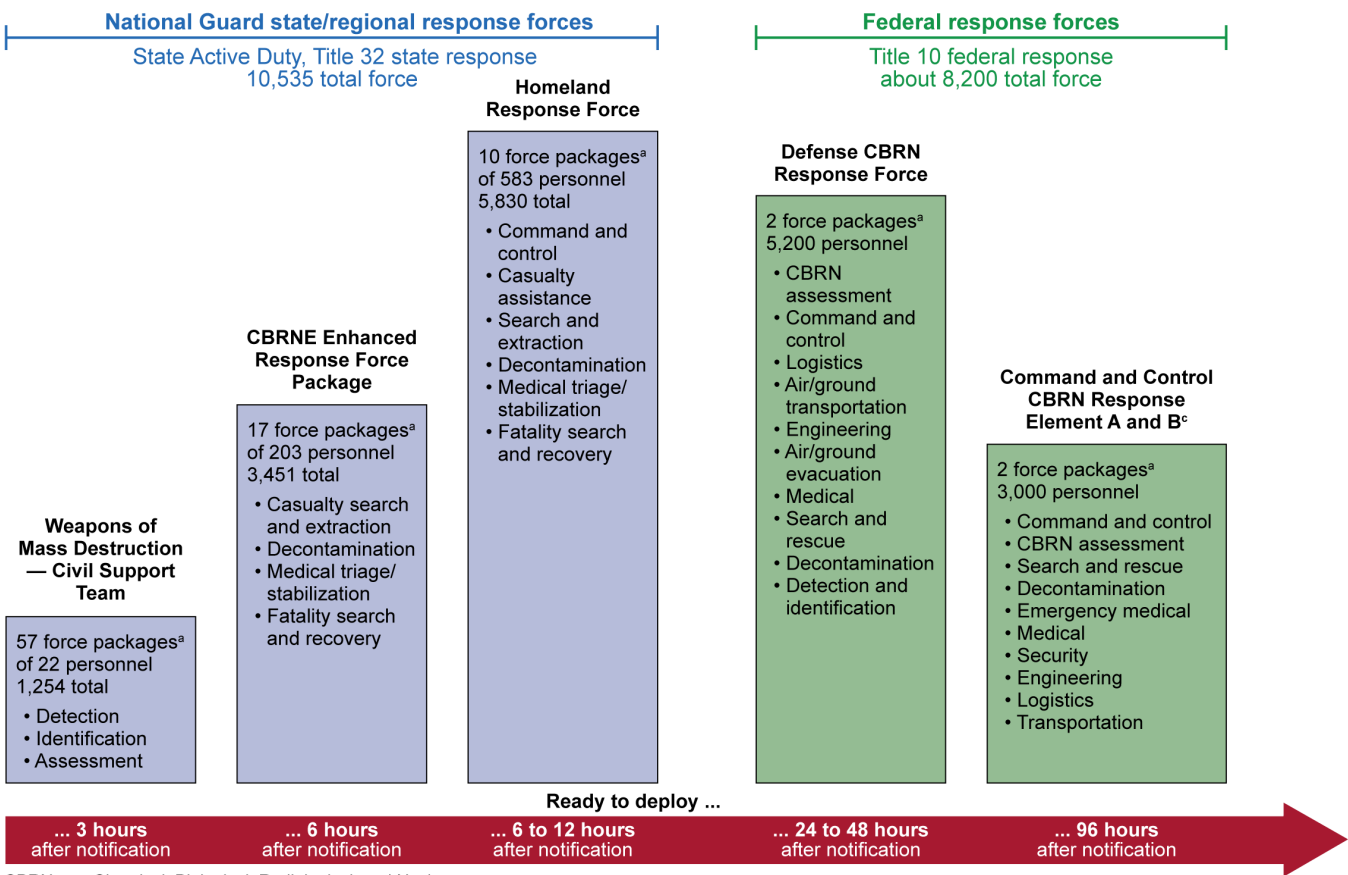 National Guard state/regional response forces
State Active Duty, Title 32 state response
10,535 total force
Federal response forces
Title 10 federal response
about 8,200 total force
Weapons of
Mass Destruction
— Civil Support
Team
57 force packagesᵃ
of 22 personnel
1,254 total
• Detection
• Identification
• Assessment
CBRNE Enhanced
Response Force
Package
17 force packagesᵃ
of 203 personnel
3,451 total
• Casualty search
and extraction
• Decontamination
• Medical triage/
stabilization
• Fatality search
and recovery
Homeland
Response Force
10 force packagesᵃ
of 583 personnel
5,830 total
• Command and
control
• Casualty
assistance
• Search and
extraction
• Decontamination
• Medical triage/
stabilization
• Fatality search
and recovery
Defense CBRN
Response Force
2 force packagesᵃ
5,200 personnel
• CBRN
assessment
• Command and
control
• Logistics
• Air/ground
transportation
• Engineering
• Air/ground
evacuation
• Medical
• Search and
rescue
• Decontamination
• Detection and
identification
Command and Control
CBRN Response
Element A and Bᶜ
2 force packagesᵃ
3,000 personnel
• Command and control
• CBRN assessment
• Search and rescue
• Decontamination
• Emergency medical
• Medical
• Security
• Engineering
• Logistics
• Transportation
Ready to deploy ...
... 3 hours
after notification
... 6 hours
after notification
... 6 to 12 hours
after notification
... 24 to 48 hours
after notification
... 96 hours
after notification